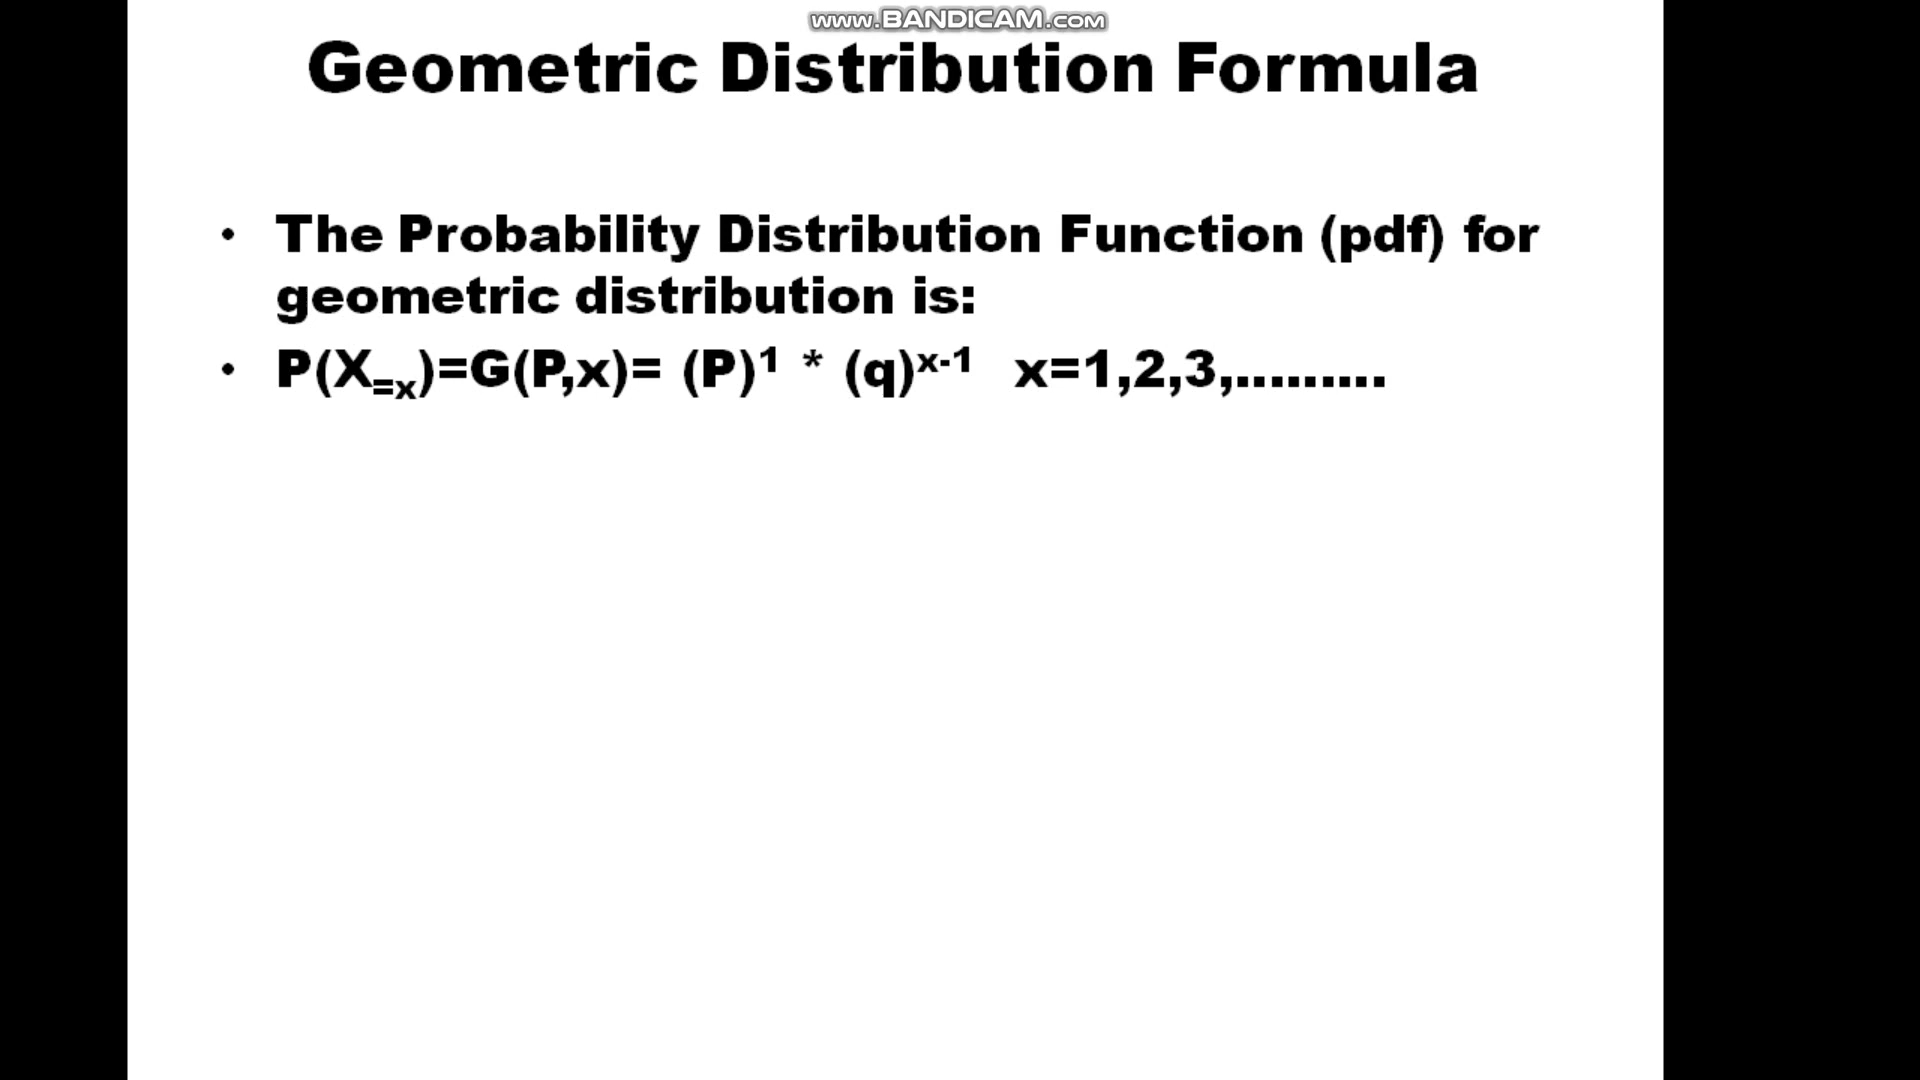 www.BANDICAM.com
Geometric Distribution Formula
• The Probability Distribution Function (pdf) for
geometric distribution is:
• P(X=x)=G(P,x)= (P)¹ * (q)ˣ⁻¹ x=1,2,3,.........